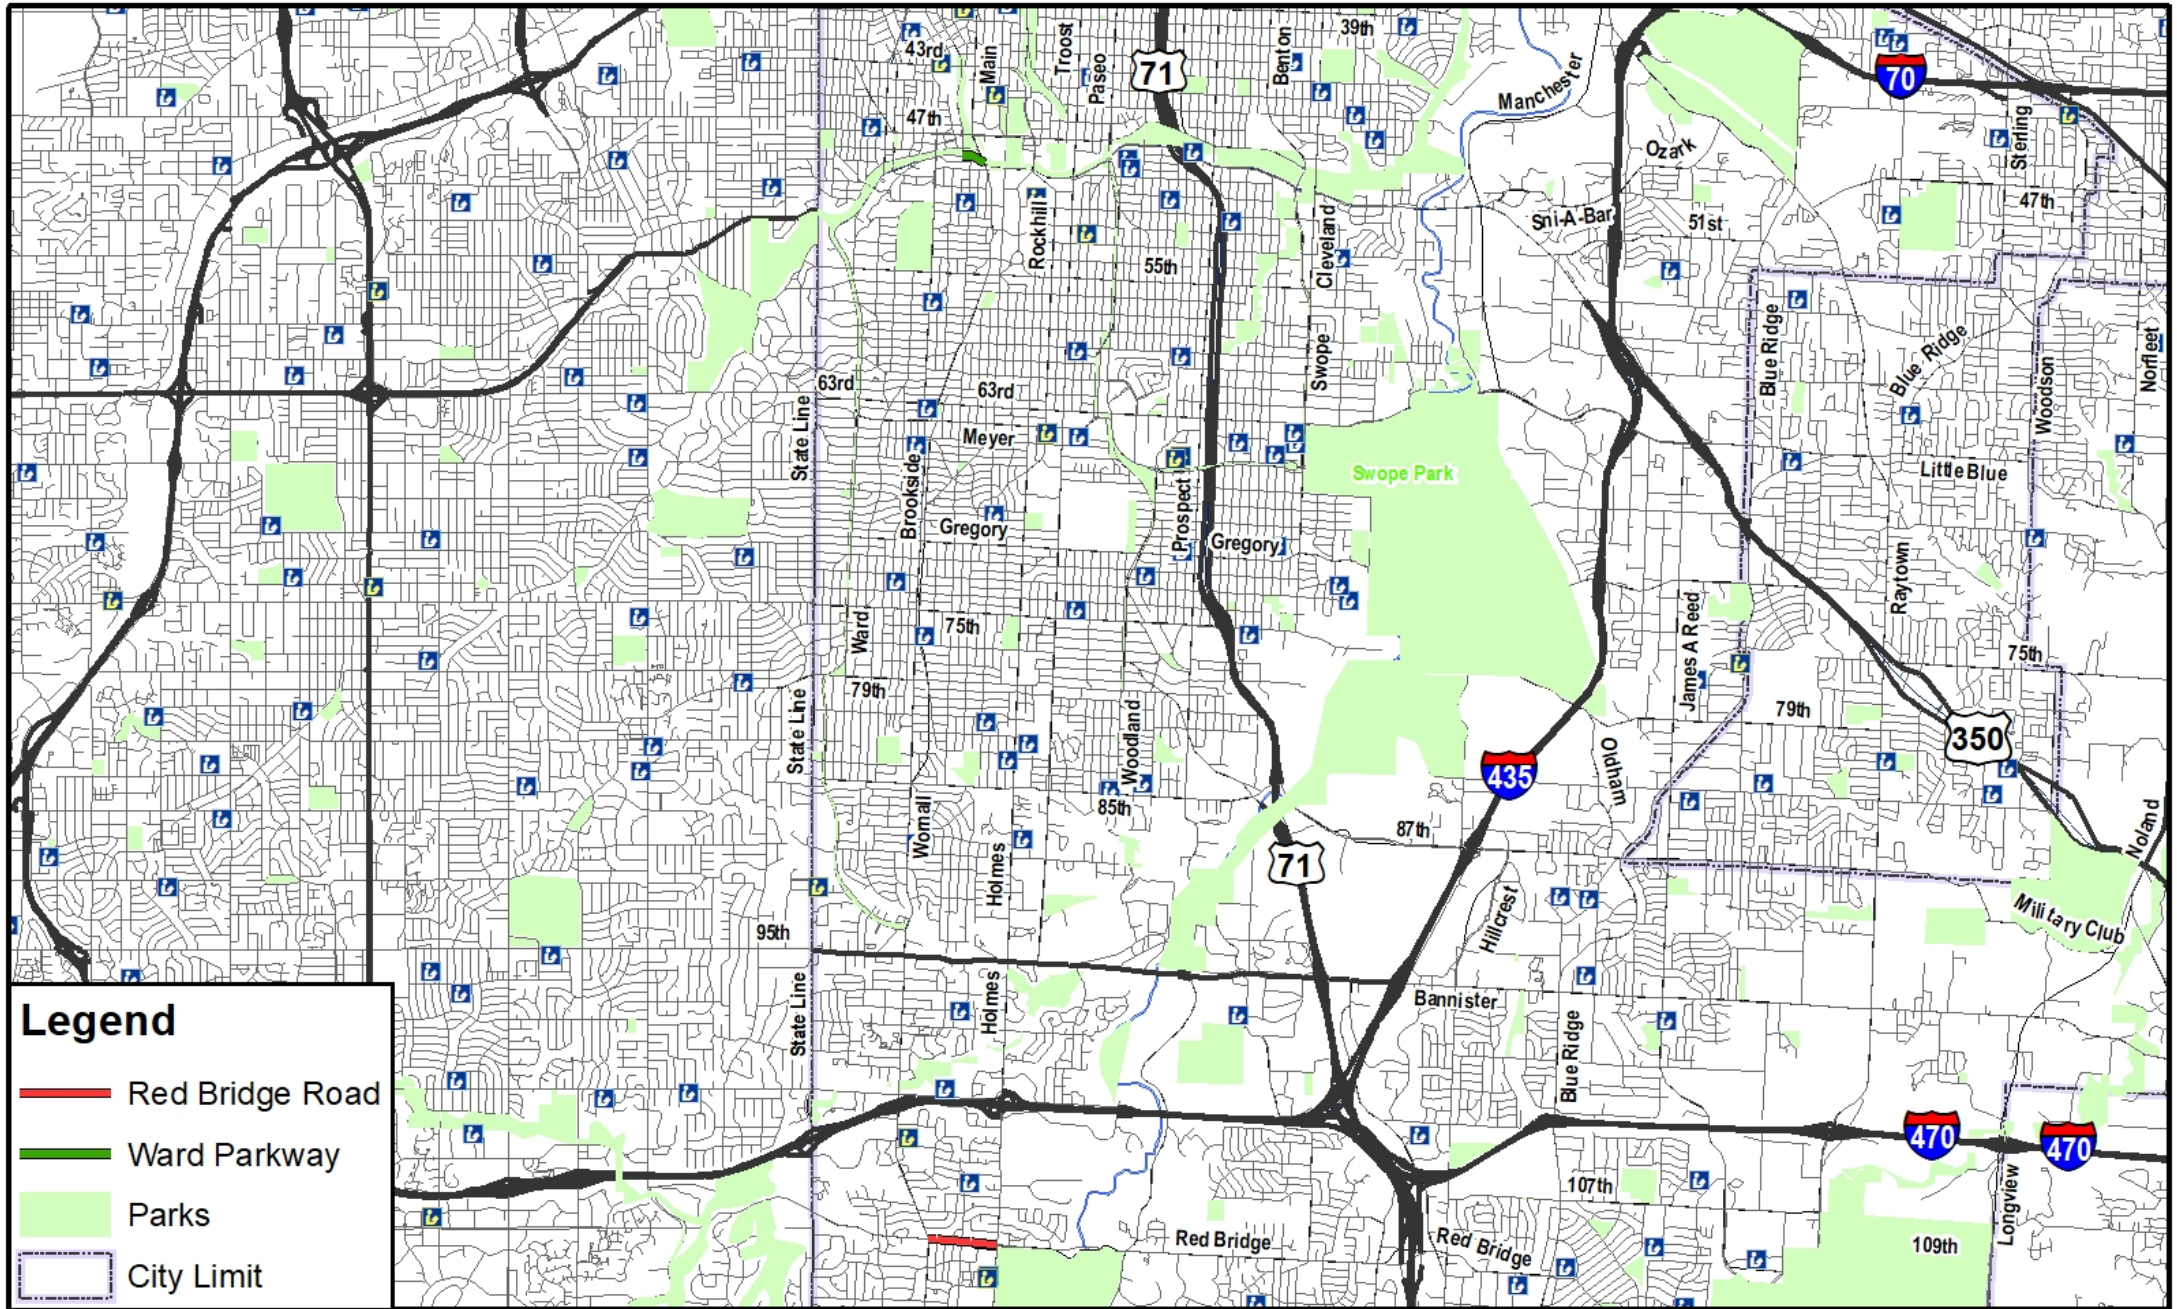 39th
43rd
Main
Troost
Paseo
71
Benton
Manchester
70
47th
Ozark
Sterling
47th
Rockhill
55th
Cleveland
Sni-A-Bar
51st
Blue Ridge
Blue Ridge
Woodson
Norfleet
63rd
63rd
Swope
State Line
Meyer
Brookside
Swope Park
Little Blue
Gregory
Prospect
Gregory
Raytown
Ward
75th
James A Reed
75th
79th
79th
State Line
Woodland
350
435
Oldham
Wornall
85th
87th
71
Noland
Holmes
Hillcrest
Military Club
95th
State Line
Holmes
Bannister
Blue Ridge
470
470
107th
Longview
Red Bridge
Red Bridge
109th
Legend
Red Bridge Road
Ward Parkway
Parks
City Limit